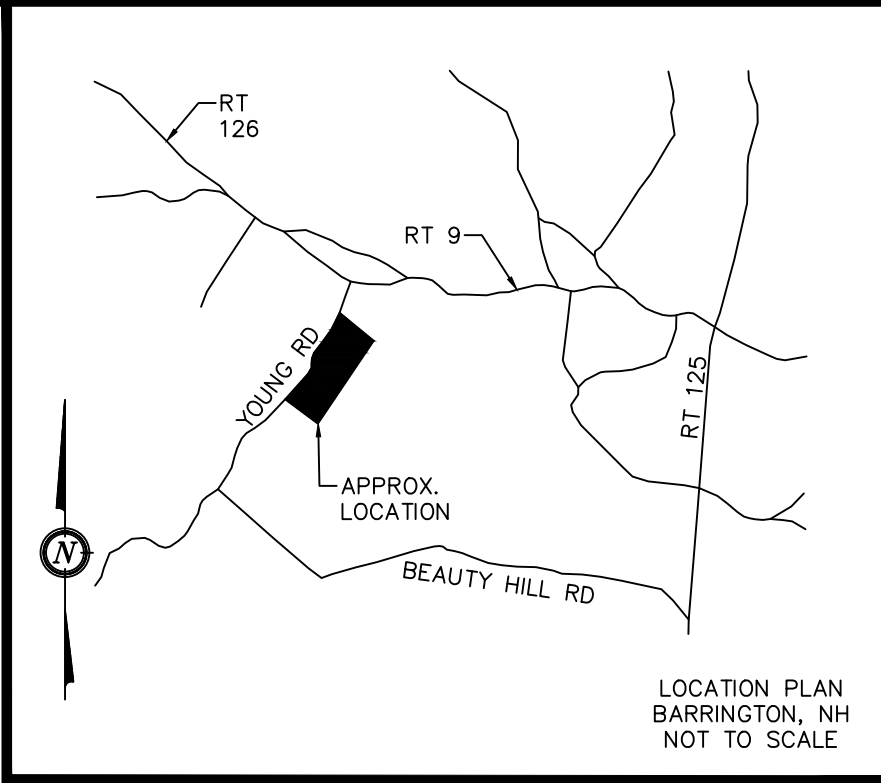 RT
126
RT 9
YOUNG RD
RT 125
APPROX.
LOCATION
N
BEAUTY HILL RD
LOCATION PLAN
BARRINGTON, NH
NOT TO SCALE